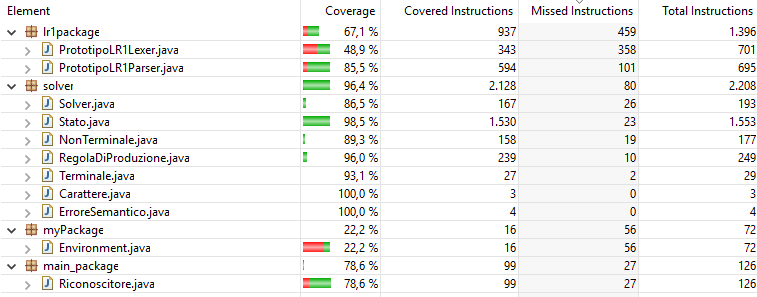 Element Coverage Covered Instructions Missed Instructions Total Instructions
lr1package 67,1 % 937 459 1.396
PrototipoLR1Lexer.java 48,9 % 343 358 701
PrototipoLR1Parser.java 85,5 % 594 101 695
solver 96,4 % 2.128 80 2.208
Solver.java 86,5 % 167 26 193
Stato.java 98,5 % 1.530 23 1.553
NonTerminale.java 89,3 % 158 19 177
RegolaDiProduzione.java 96,0 % 239 10 249
Terminale.java 93,1 % 27 2 29
Carattere.java 100,0 % 3 0 3
ErroreSemantico.java 100,0 % 4 0 4
myPackage 22,2 % 16 56 72
Environment.java 22,2 % 16 56 72
main_package 78,6 % 99 27 126
Riconoscitore.java 78,6 % 99 27 126